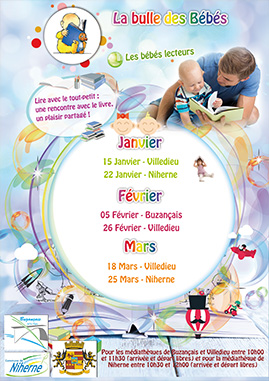 La bulle des Bébés
Les bébés lecteurs
Lire avec le tout-petit :
une rencontre avec le livre,
un plaisir partagé !
Janvier
15 Janvier - Villedieu
22 Janvier - Niherne
Février
05 Février - Buzançais
26 Février - Villedieu
Mars
18 Mars - Villedieu
25 Mars - Niherne
Niherne
Pour les médiathèques de Buzançais et Villedieu entre 10h00
et 11h30 (arrivée et départ libres) et pour la médiathèque de
Niherne entre 10h30 et 12h00 (arrivée et départ libres)